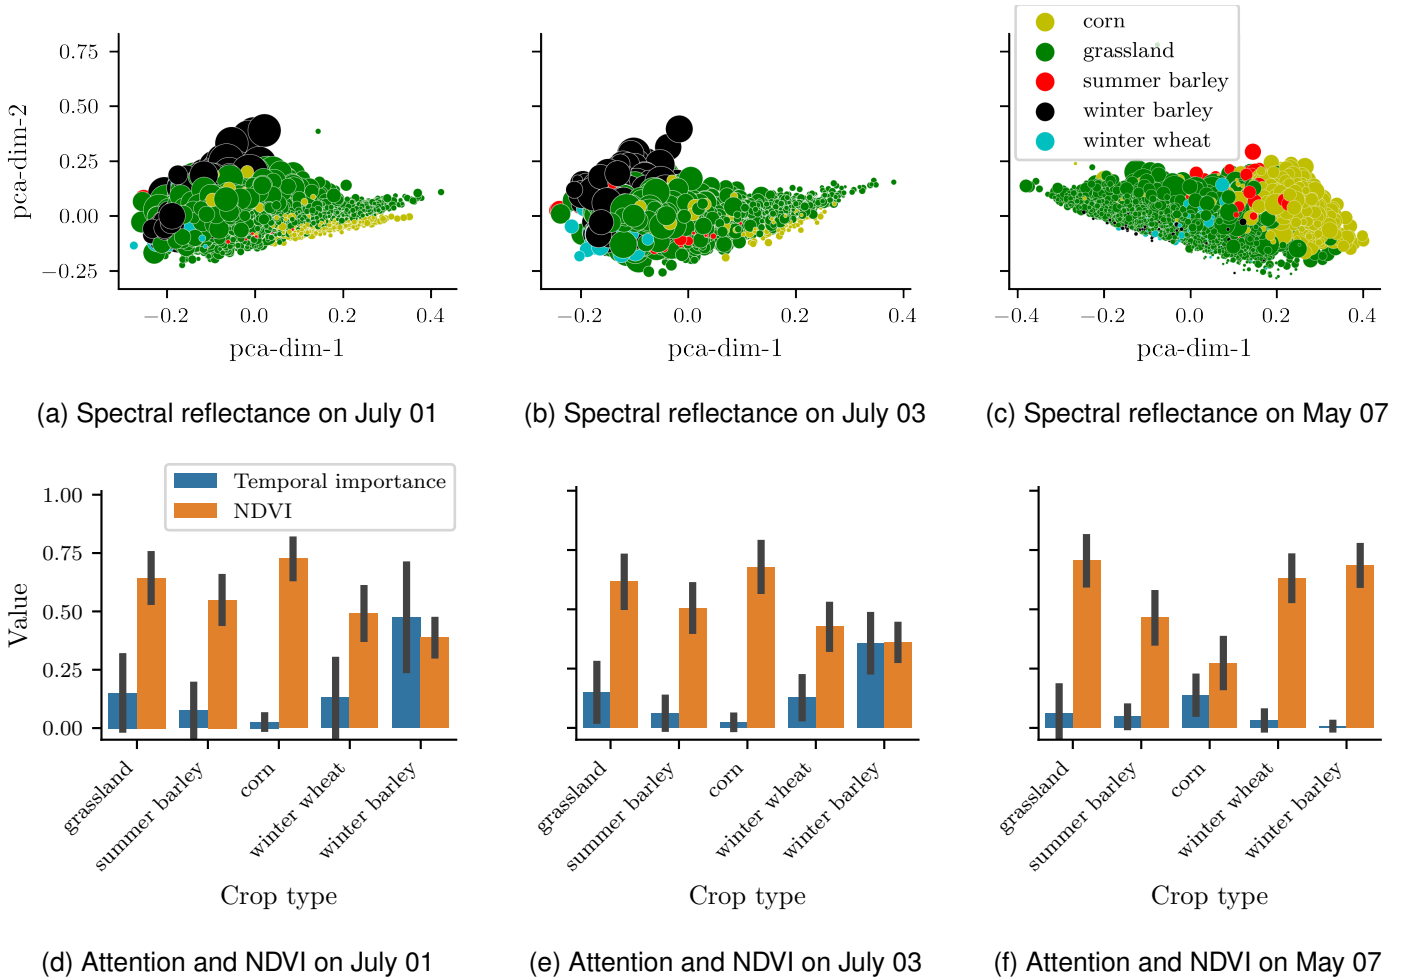 0.75
0.50
0.25
0.00
−0.25
pca-dim-2
−0.2 0.0 0.2 0.4
pca-dim-1
−0.2 0.0 0.2 0.4
pca-dim-1
corn
grassland
summer barley
winter barley
winter wheat
−0.4 −0.2 0.0 0.2 0.4
pca-dim-1
(a) Spectral reflectance on July 01
(b) Spectral reflectance on July 03
(c) Spectral reflectance on May 07
Temporal importance
NDVI
1.00
0.75
0.50
0.25
0.00
Value
grassland
summer barley
corn
winter wheat
winter barley
Crop type
grassland
summer barley
corn
winter wheat
winter barley
Crop type
grassland
summer barley
corn
winter wheat
winter barley
Crop type
(d) Attention and NDVI on July 01
(e) Attention and NDVI on July 03
(f) Attention and NDVI on May 07